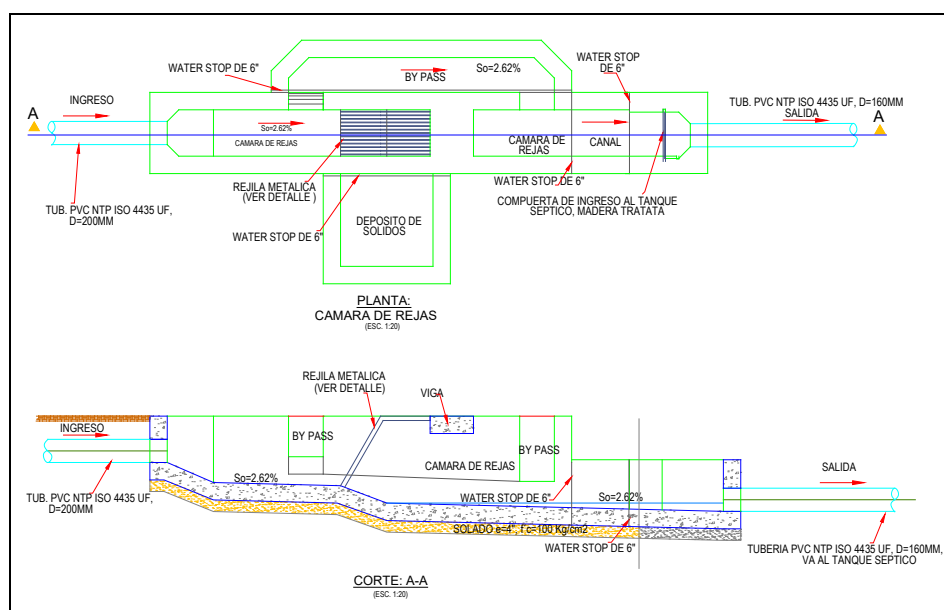 WATER STOP DE 6"
So=2.62%
BY PASS
WATER STOP
DE 6"
INGRESO
A
TUB. PVC NTP ISO 4435 UF, D=160MM
SALIDA
A
So=2.62%
CAMARA DE REJAS
CAMARA DE
REJAS
CANAL
REJILA METALICA
(VER DETALLE )
WATER STOP DE 6"
COMPUERTA DE INGRESO AL TANQUE
SEPTICO, MADERA TRATATA
TUB. PVC NTP ISO 4435 UF,
D=200MM
WATER STOP DE 6"
DEPOSITO DE
SOLIDOS
PLANTA:
CAMARA DE REJAS
(ESC. 1:20)
REJILA METALICA
(VER DETALLE)
VIGA
INGRESO
BY PASS
BY PASS
CAMARA DE REJAS
SALIDA
So=2.62%
TUB. PVC NTP ISO 4435 UF,
D=200MM
WATER STOP DE 6"
So=2.62%
SOLADO e=4", f'c=100 Kg/cm2
WATER STOP DE 6"
TUBERIA PVC NTP ISO 4435 UF, D=160MM,
VA AL TANQUE SEPTICO
CORTE: A-A
(ESC. 1:20)